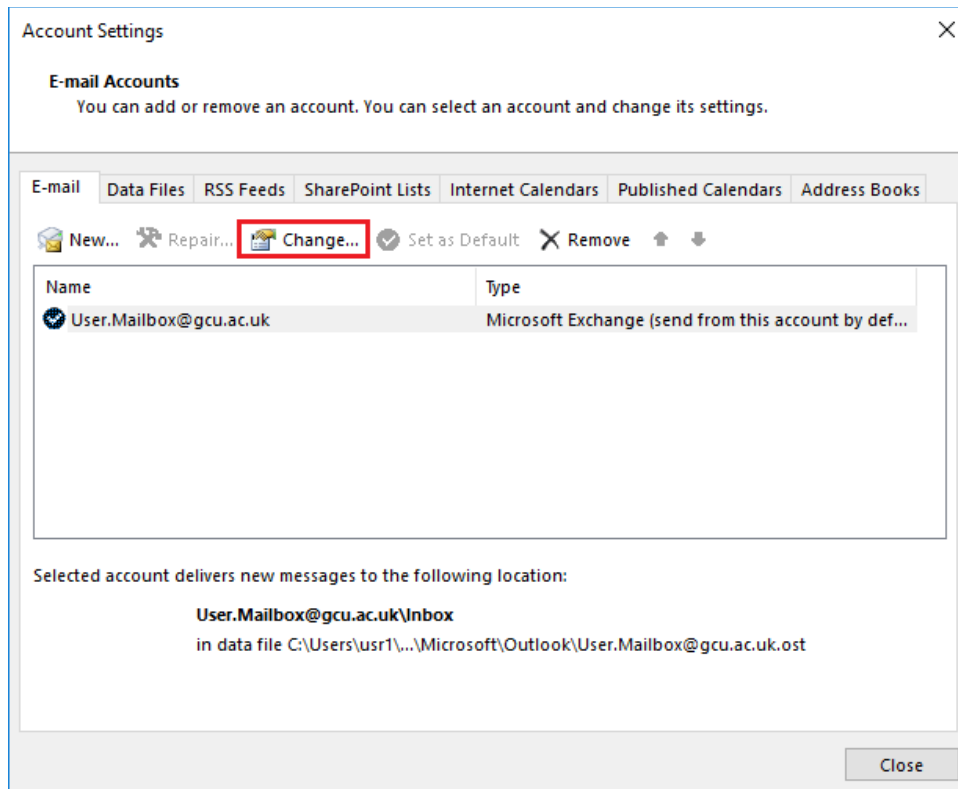 Account Settings
E-mail Accounts
You can add or remove an account. You can select an account and change its settings.
E-mail Data Files RSS Feeds SharePoint Lists Internet Calendars Published Calendars Address Books
New... Repair... Change... Set as Default Remove
Name Type
User.Mailbox@gcu.ac.uk Microsoft Exchange (send from this account by def...
Selected account delivers new messages to the following location:
User.Mailbox@gcu.ac.uk\Inbox
in data file C:\Users\usr1\...\Microsoft\Outlook\User.Mailbox@gcu.ac.uk.ost
Close